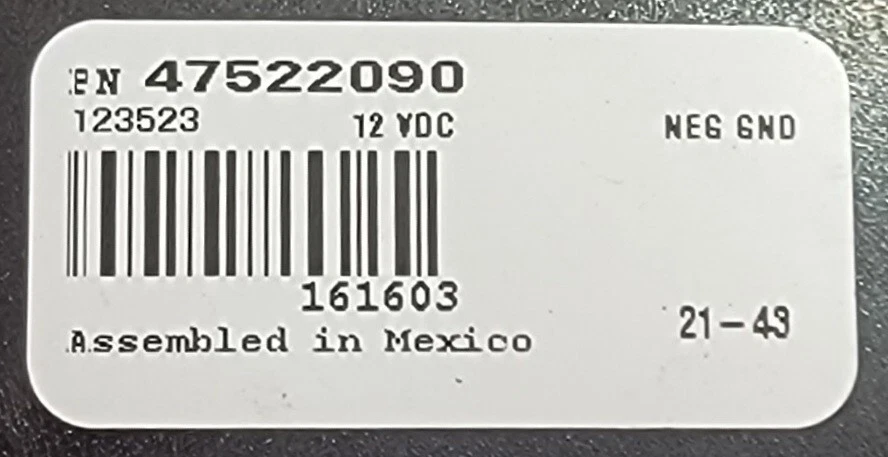 PN 47522090
123523 12 VDC NEG GND
161603
Assembled in Mexico
21-43